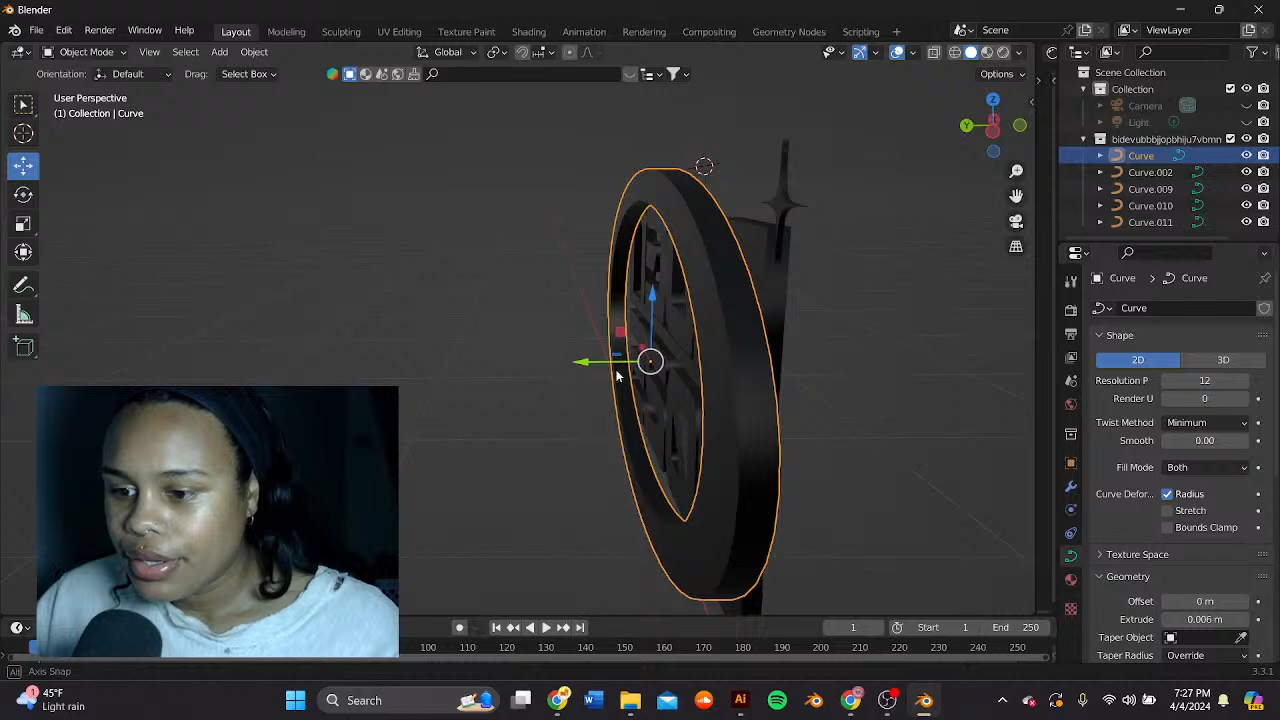 Blender
File Edit Render Window Help Layout Modeling Sculpting UV Editing Texture Paint Shading Animation Rendering Compositing Geometry Nodes Scripting Scene ViewLayer
Object Mode View Select Add Object Global
Orientation: Default Drag: Select Box Options
User Perspective
(1) Collection | Curve
Z
Y
Scene Collection
Collection
Camera
Light
bidevubbbjjopbhiju7vbmn
Curve
Curve.002
Curve.009
Curve.010
Curve.011
Curve > Curve
Curve
Shape
2D 3D
Resolution P 12
Render U 0
Twist Method Minimum
Smooth 0.00
Fill Mode Both
Curve Defor... Radius
Stretch
Bounds Clamp
Texture Space
Geometry
Offset 0 m
Extrude 0.006 m
Taper Object
Taper Radius Override
1 Start 1 End 250
100 110 120 130 140 150 160 170 180 190 200 210 220 230 240 250
Alt Axis Snap 3.3.1
1 45°F
Light rain
Search
7:27 PM
4/4/2024